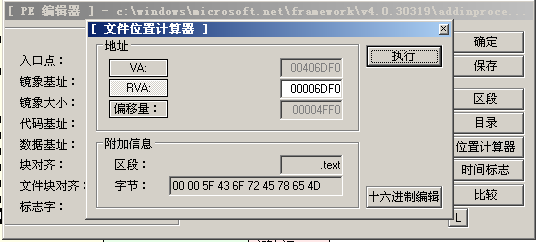 [ PE 编辑器 ] - c:\windows\microsoft.net\framework\v4.0.30319\addinproce...
[ 文件位置计算器 ]
入口点：
镜象基址：
镜象大小：
代码基址：
数据基址：
块对齐：
文件块对齐：
标志字：
地址
VA:
00406DF0
RVA:
00006DF0
偏移量：
00004FF0
执行
附加信息
区段：
.text
字节：
00 00 5F 43 6F 72 45 78 65 4D
十六进制编辑
确定
保存
区段
目录
位置计算器
时间标志
比较
L